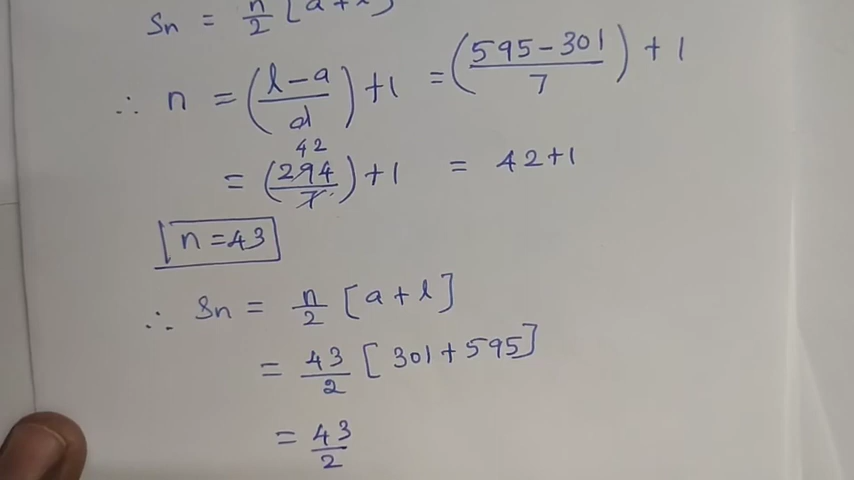 Sn = n/2 [a+l]
∴ n = (l-a/d)+1 = (595-301/7) + 1
= (294/7)+1 = 42+1
42
n=43
∴ Sn = n/2 [a+l]
= 43/2 [301+595]
= 43/2